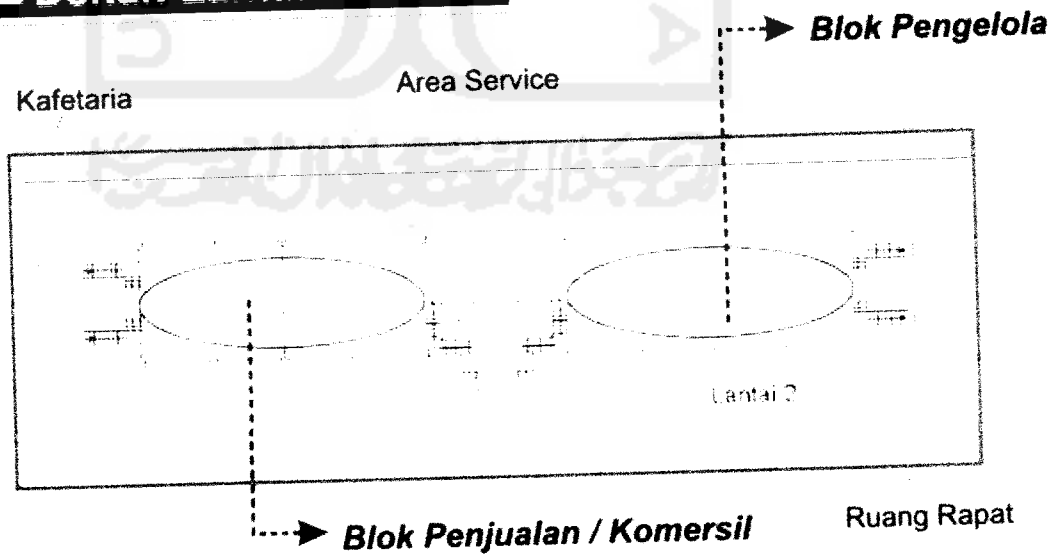 Blok Pengelola
Kafetaria
Area Service
Lantai 2
Blok Penjualan / Komersil
Ruang Rapat